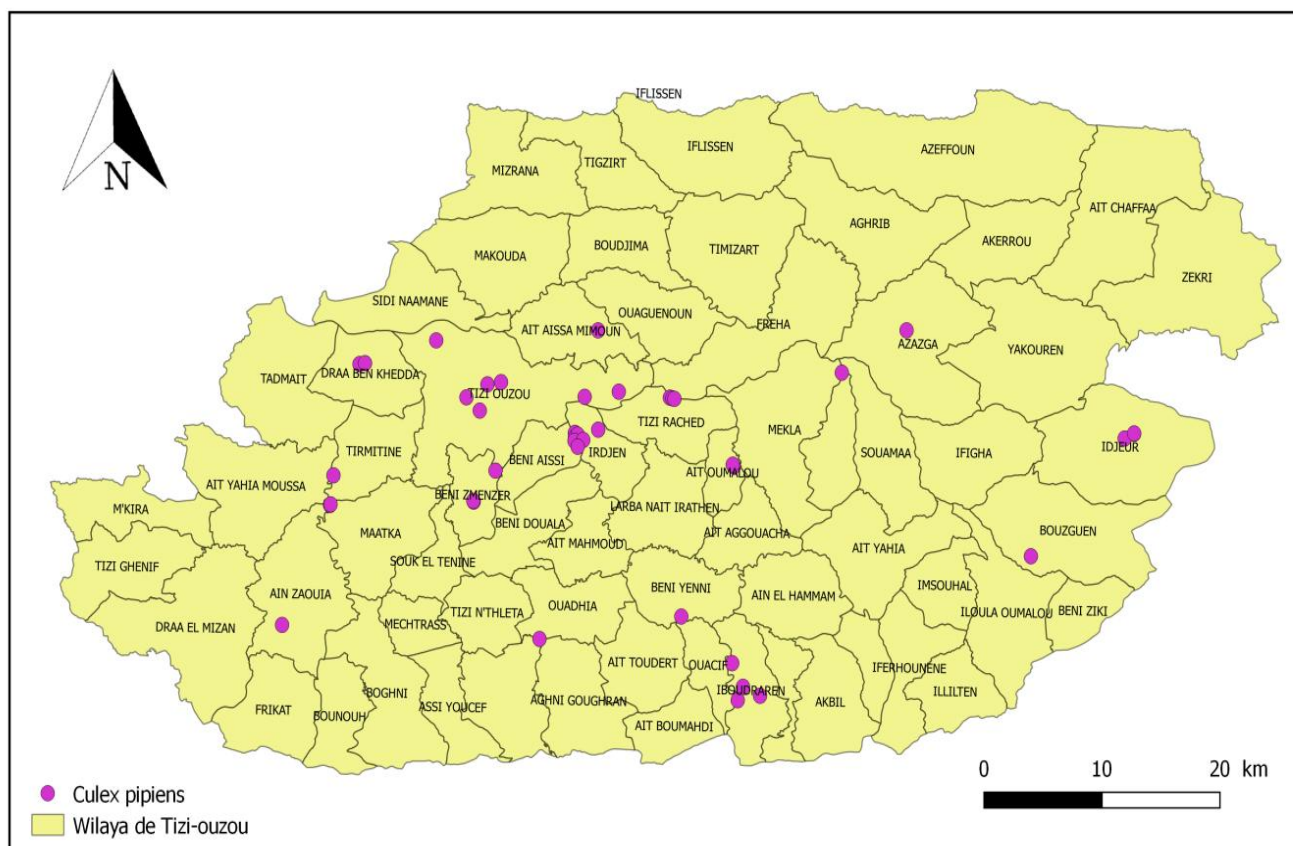 IFLISSEN
IFLISSEN
AZEFFOUN
TIGZIRT
MIZRANA
AIT CHAFFAA
AGHRIB
AKERROU
BOUDJIMA
TIMIZART
MAKOUDA
ZEKRI
SIDI NAAMANE
OUAGUENOUN
AIT AISSA MIMOUN
FREHA
AZAZGA
YAKOUREN
TADMAIT
DRAA BEN KHEDDA
TIZI OUZOU
TIZI RACHED
MEKLA
TIRMITINE
BENI AISSI
IRDJEN
SOUAMAA
IFIGHA
IDJEUR
AIT OUMALOU
AIT YAHIA MOUSSA
BENI ZMENZER
M'KIRA
LARBA NAIT IRATHEN
BENI DOUALA
BOUZGUEN
MAATKA
AIT AGGOUACHA
AIT MAHMOUD
AIT YAHIA
SOUK EL TENINE
TIZI GHENIF
BENI YENNI
AIN EL HAMMAM
IMSOUHAL
AIN ZAOUIA
OUADHIA
TIZI N'THLETA
ILOULA OUMALOU
BENI ZIKI
DRAA EL MIZAN
MECHTRASS
AIT TOUDERT
OUACIF
IFERHOUNENE
IBOUDRAREN
ILLILTEN
BOGHNI
ASSI YOUCEF
AGHNI GOUGHRAN
AKBIL
FRIKAT
BOUNOUH
AIT BOUMAHDI
N
0 10 20 km
Culex pipiens
Wilaya de Tizi-ouzou